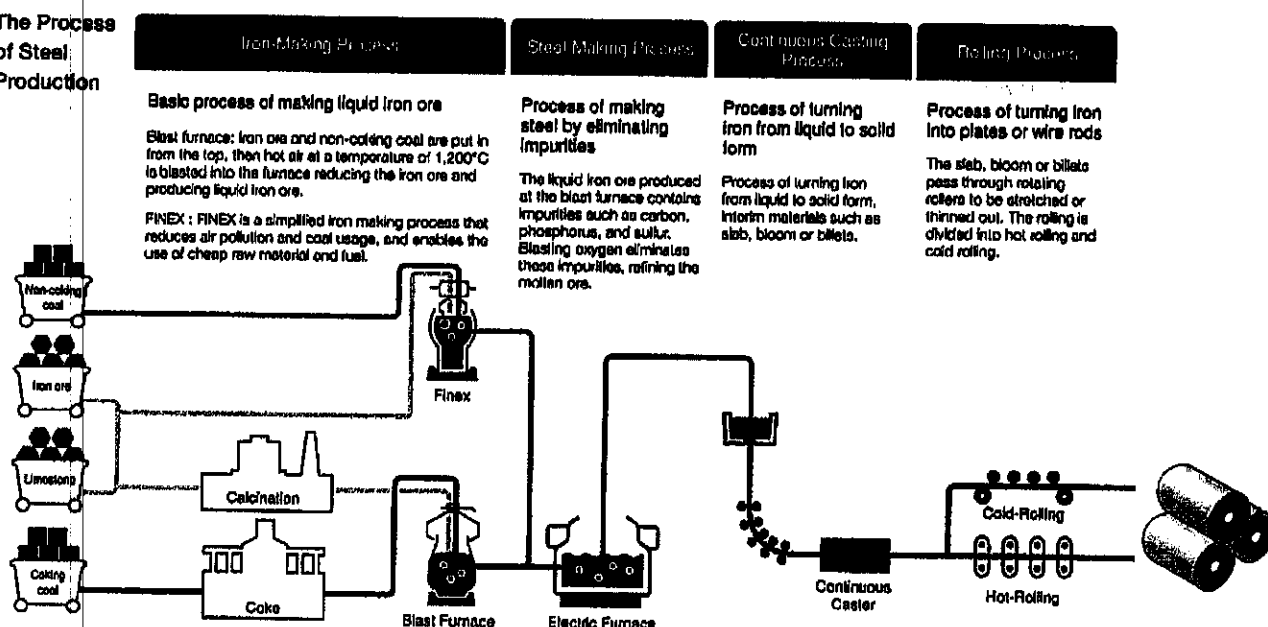 The Process
of Steel
Production
Iron-Making Process
Steel Making Process
Continuous Casting
Process
Rolling Process
Basic process of making liquid iron ore
Blast furnace: Iron ore and non-coking coal are put in
from the top, then hot air at a temperature of 1,200°C
is blasted into the furnace reducing the iron ore and
producing liquid iron ore.
FINEX : FINEX is a simplified iron making process that
reduces air pollution and coal usage, and enables the
use of cheap raw material and fuel.
Process of making
steel by eliminating
impurities
The liquid iron ore produced
at the blast furnace contains
impurities such as carbon,
phosphorus, and sulfur.
Blasting oxygen eliminates
these impurities, refining the
molten ore.
Process of turning
iron from liquid to solid
form
Process of turning iron
from liquid to solid form,
interim materials such as
slab, bloom or billets.
Process of turning iron
into plates or wire rods
The slab, bloom or billets
pass through rotating
rollers to be stretched or
thinned out. The rolling is
divided into hot rolling and
cold rolling.
Non-coking
coal
Iron ore
Limestone
Coking
coal
Finex
Calcination
Coke
Blast Furnace
Electric Furnace
Continuous
Caster
Cold-Rolling
Hot-Rolling